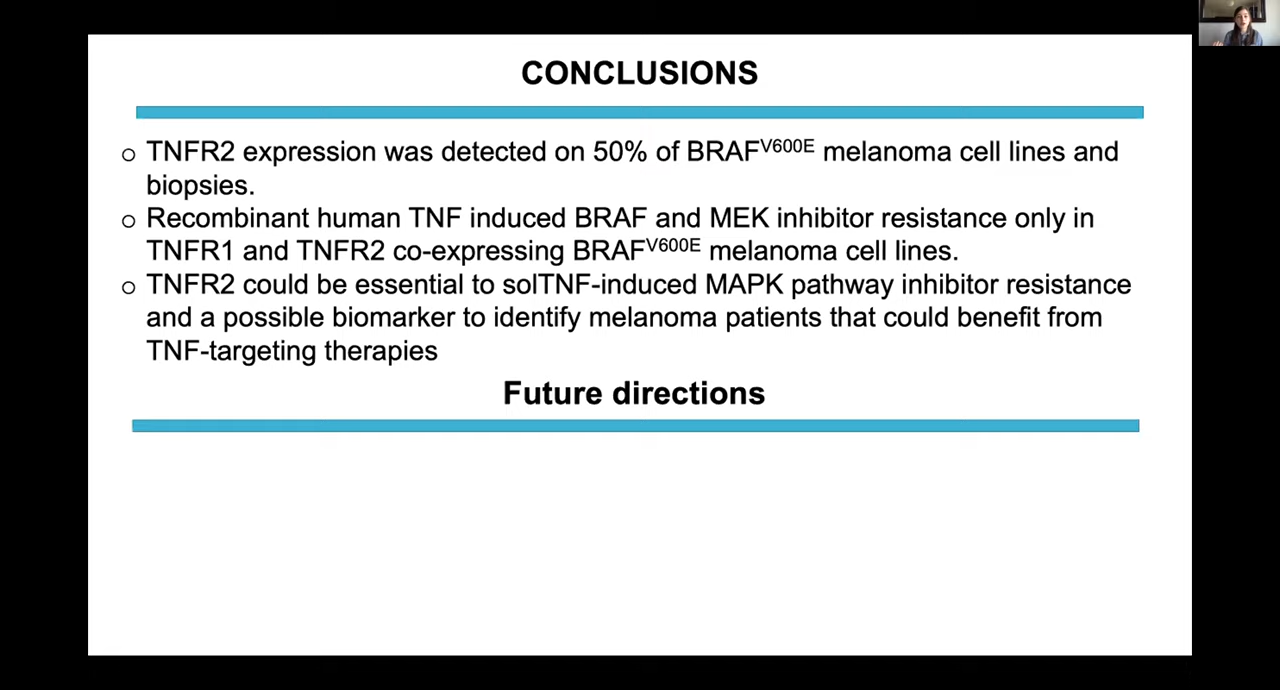 CONCLUSIONS
○ TNFR2 expression was detected on 50% of BRAFV600E melanoma cell lines and
biopsies.
○ Recombinant human TNF induced BRAF and MEK inhibitor resistance only in
TNFR1 and TNFR2 co-expressing BRAFV600E melanoma cell lines.
○ TNFR2 could be essential to solTNF-induced MAPK pathway inhibitor resistance
and a possible biomarker to identify melanoma patients that could benefit from
TNF-targeting therapies
Future directions